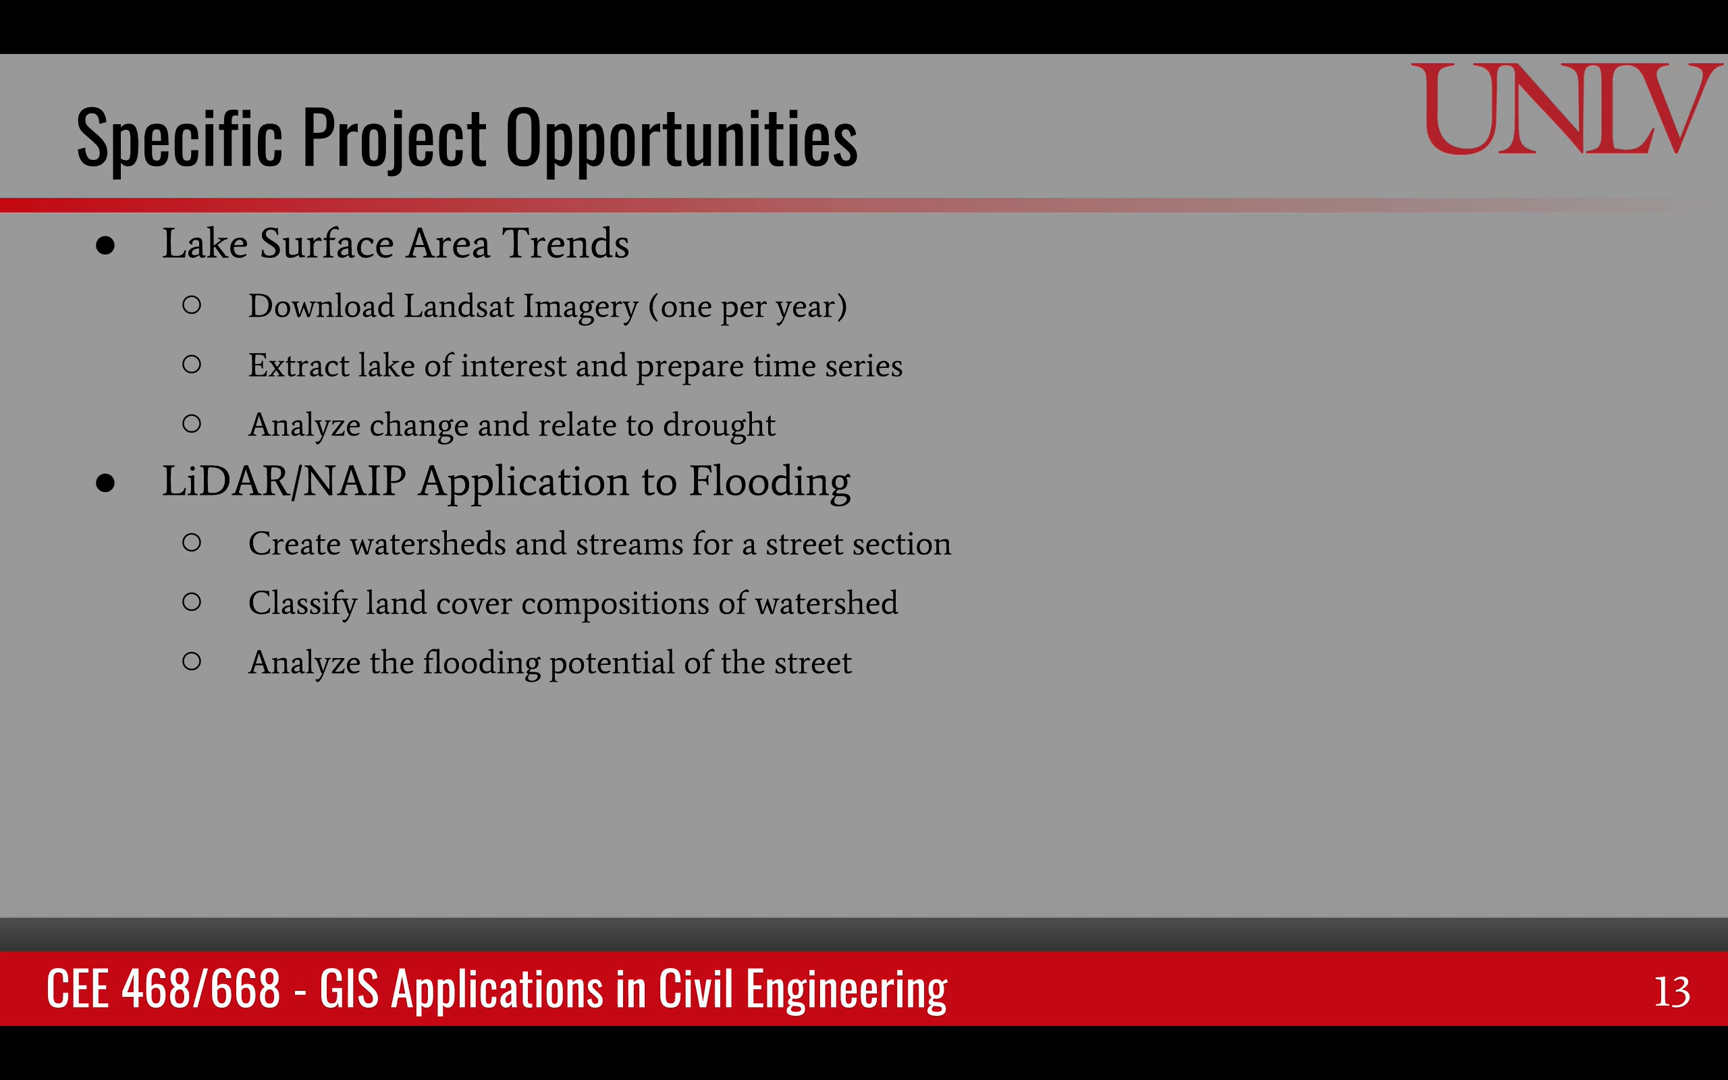 UNLV
Specific Project Opportunities
● Lake Surface Area Trends
○ Download Landsat Imagery (one per year)
○ Extract lake of interest and prepare time series
○ Analyze change and relate to drought
● LiDAR/NAIP Application to Flooding
○ Create watersheds and streams for a street section
○ Classify land cover compositions of watershed
○ Analyze the flooding potential of the street
CEE 468/668 - GIS Applications in Civil Engineering
13